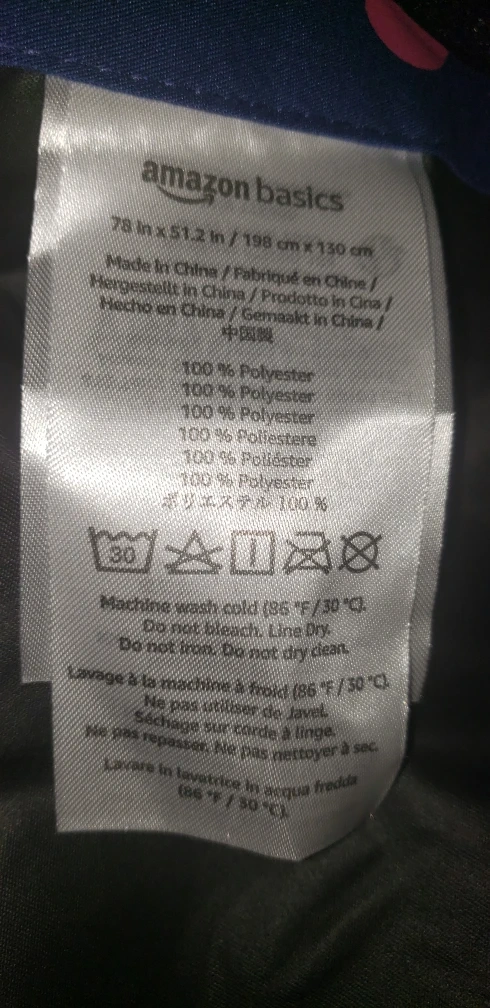 amazon basics
78 in x 51.2 in / 198 cm x 130 cm
Made in China / Fabriqué en Chine /
Hergestellt in China / Prodotto in Cina /
Hecho en China / Gemaakt in China /
中国製
100 % Polyester
100 % Polyester
100 % Polyester
100 % Poliestere
100 % Poliéster
100 % Polyester
ポリエステル 100 %
30
Machine wash cold (86 °F / 30 °C).
Do not bleach. Line Dry.
Do not iron. Do not dry clean.
Lavage à la machine à froid (86 °F / 30 °C).
Ne pas utiliser de Javel.
Séchage sur corde à linge.
Ne pas repasser. Ne pas nettoyer à sec.
Lavare in lavatrice in acqua fredda
(86 °F / 30 °C).